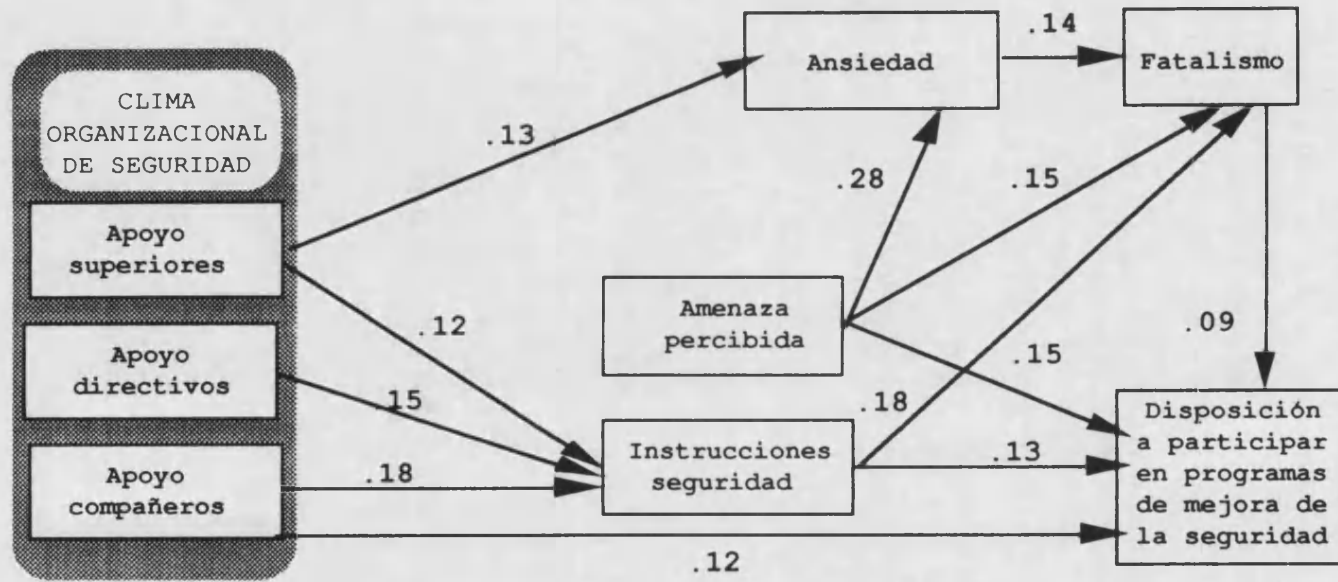 CLIMA
ORGANIZACIONAL
DE SEGURIDAD
Apoyo
superiores
Apoyo
directivos
Apoyo
compañeros
Ansiedad
.14
Fatalismo
.13
.28
.15
Amenaza
percibida
.12
.15
.09
.15
.18
Instrucciones
seguridad
.18
.13
Disposición
a participar
en programas
de mejora de
la seguridad
.12